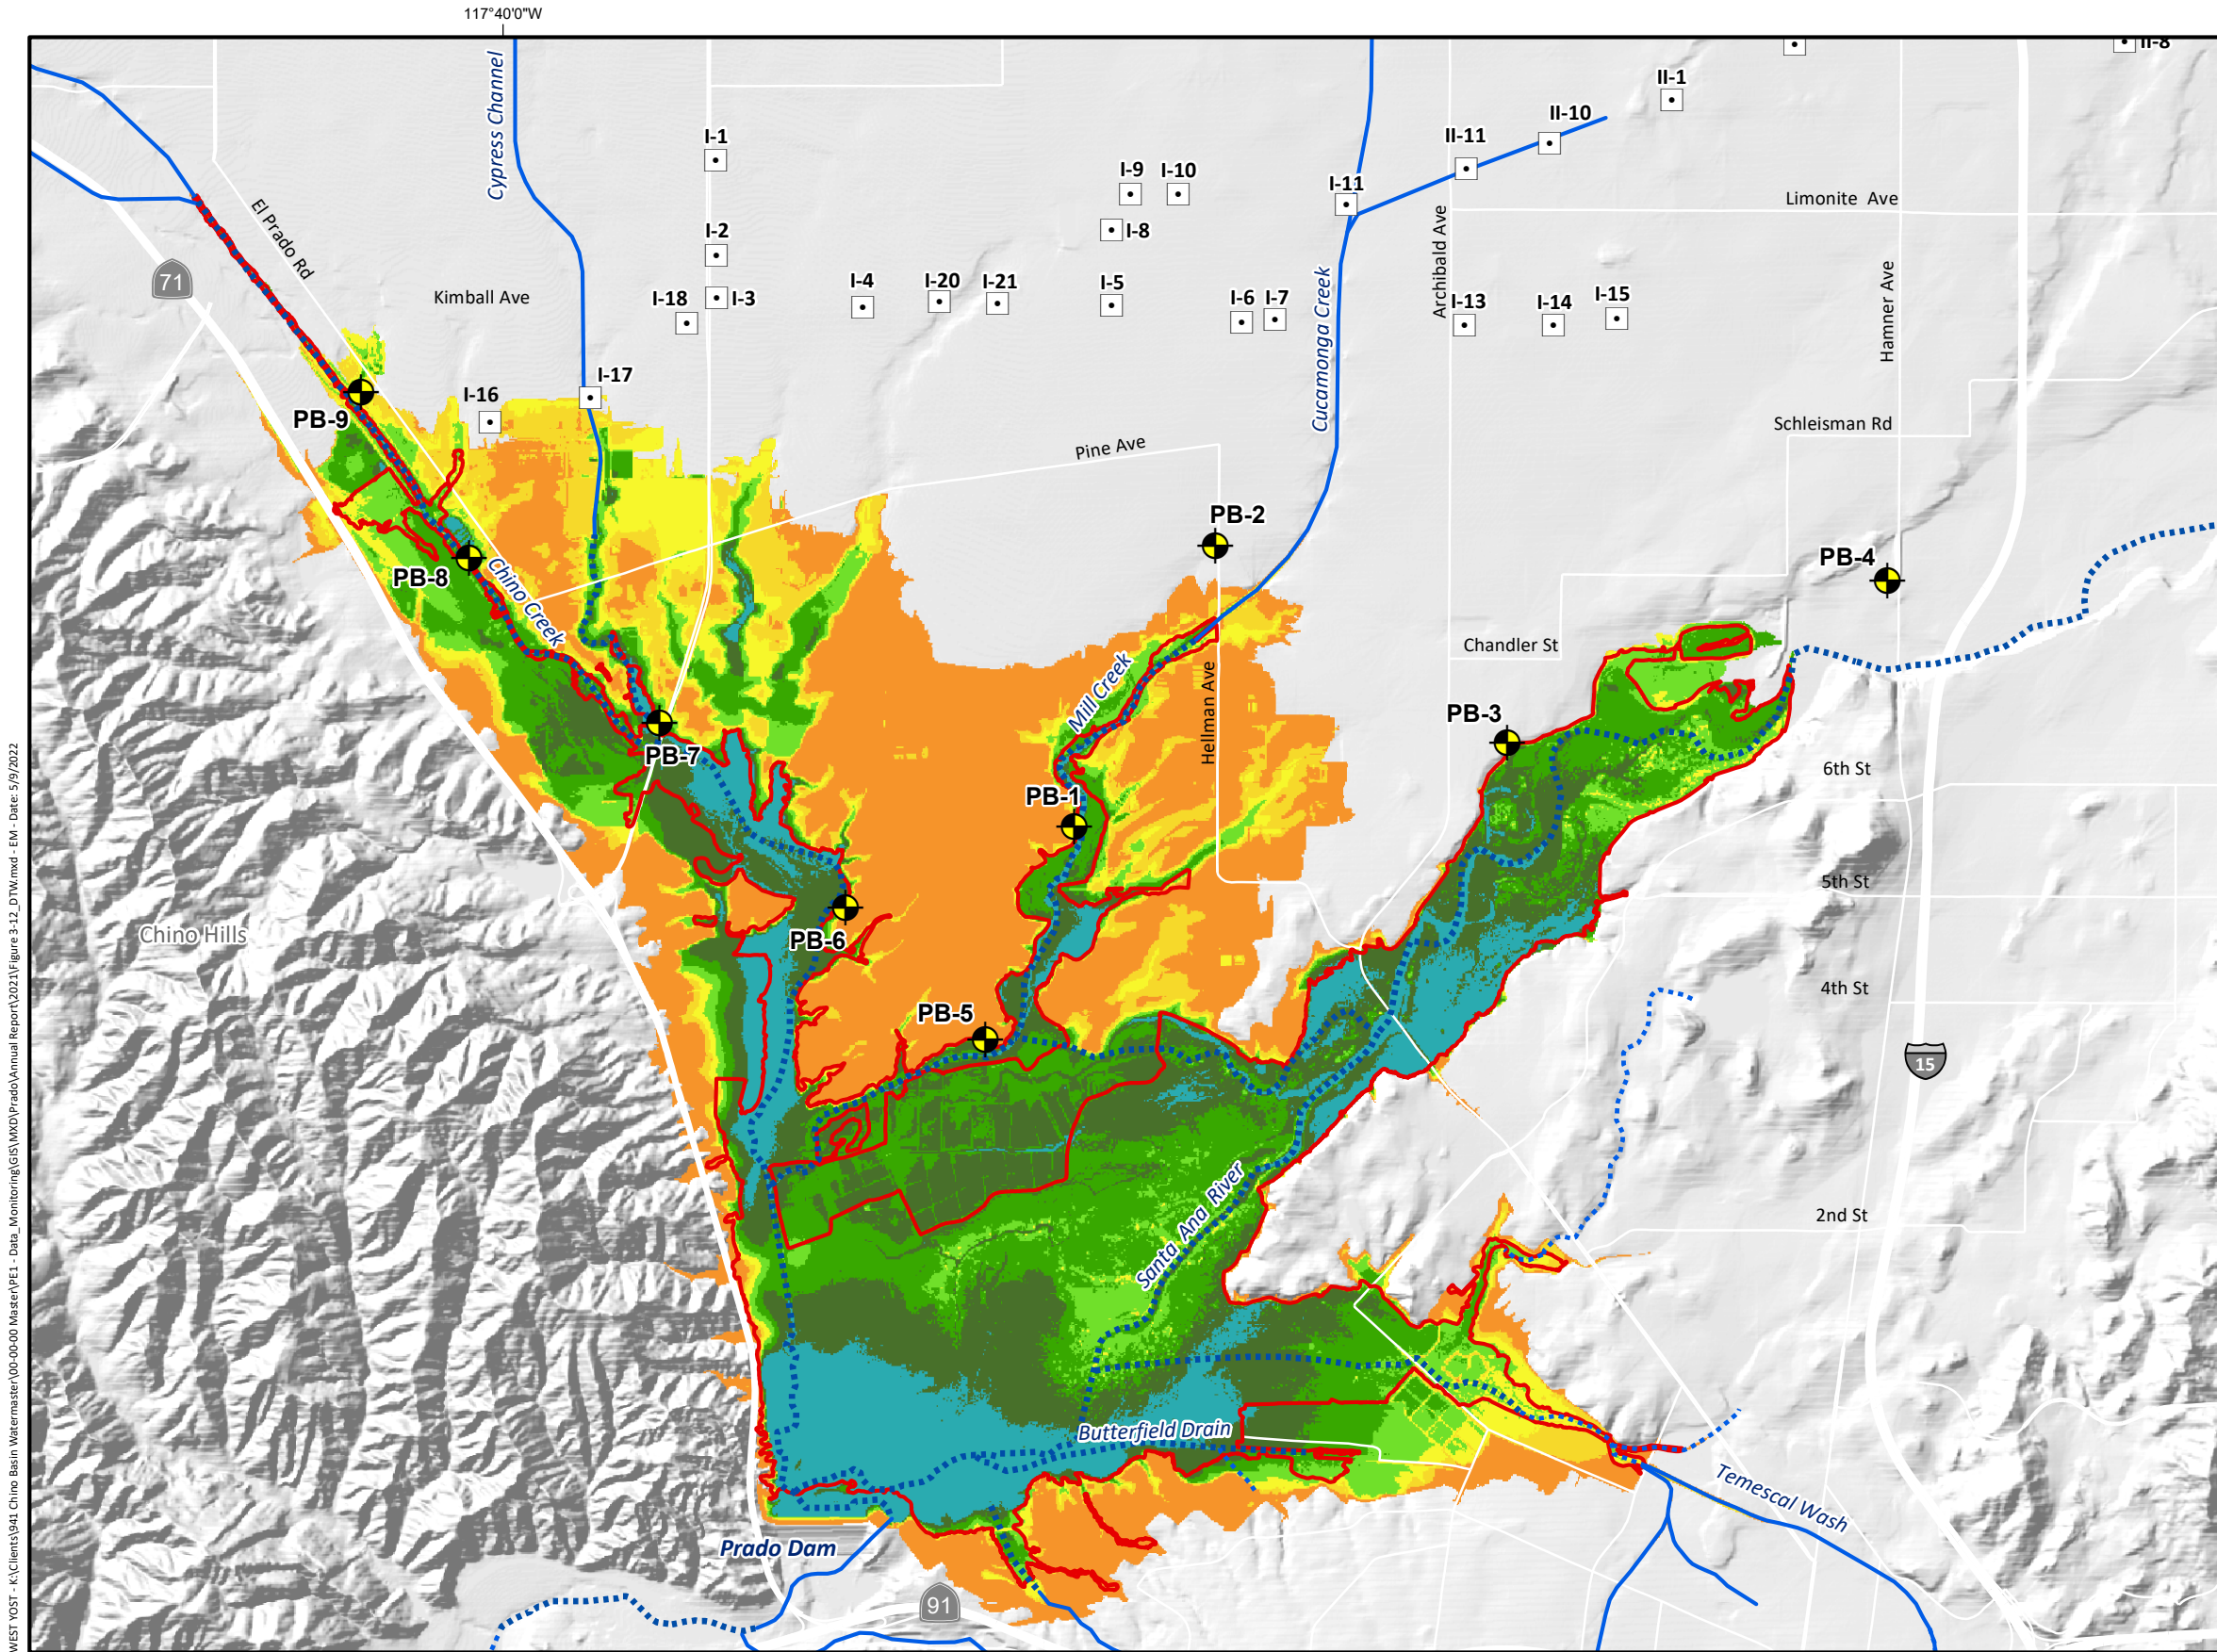 117°40'0"W
Cypress Channel
II-8
II-1
II-10
II-11
I-1
I-9
I-10
I-11
Limonite Ave
El Prado Rd
I-2
I-8
Archibald Ave
71
Kimball Ave
I-18
I-3
I-4
I-20
I-21
I-5
I-6
I-7
Cucamonga Creek
I-13
I-14
I-15
Hamner Ave
I-17
I-16
PB-9
Pine Ave
Schleisman Rd
PB-2
PB-4
PB-8
Chino Creek
Mill Creek
Hellman Ave
Chandler St
PB-3
PB-7
6th St
PB-1
5th St
Chino Hills
PB-6
4th St
PB-5
15
Santa Ana River
2nd St
Butterfield Drain
Temescal Wash
Prado Dam
91
WEST YOST - K:\Clients\941 Chino Basin Watermaster\00-00-00 Master\PE1 - Data_Monitoring\GIS\MXD\Prado\Annual Report\2021\Figure 3-12_DTW.mxd - EM - Date: 5/9/2022